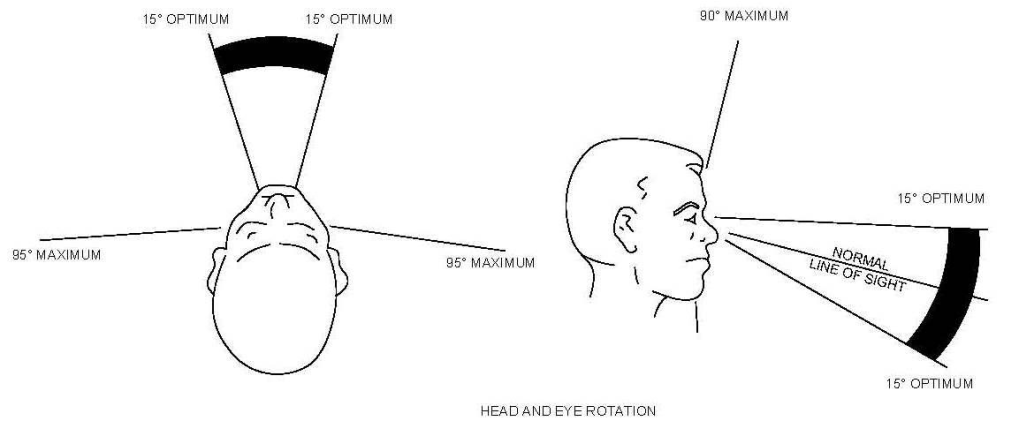 15° OPTIMUM
15° OPTIMUM
95° MAXIMUM
95° MAXIMUM
90° MAXIMUM
15° OPTIMUM
NORMAL
LINE OF SIGHT
15° OPTIMUM
HEAD AND EYE ROTATION